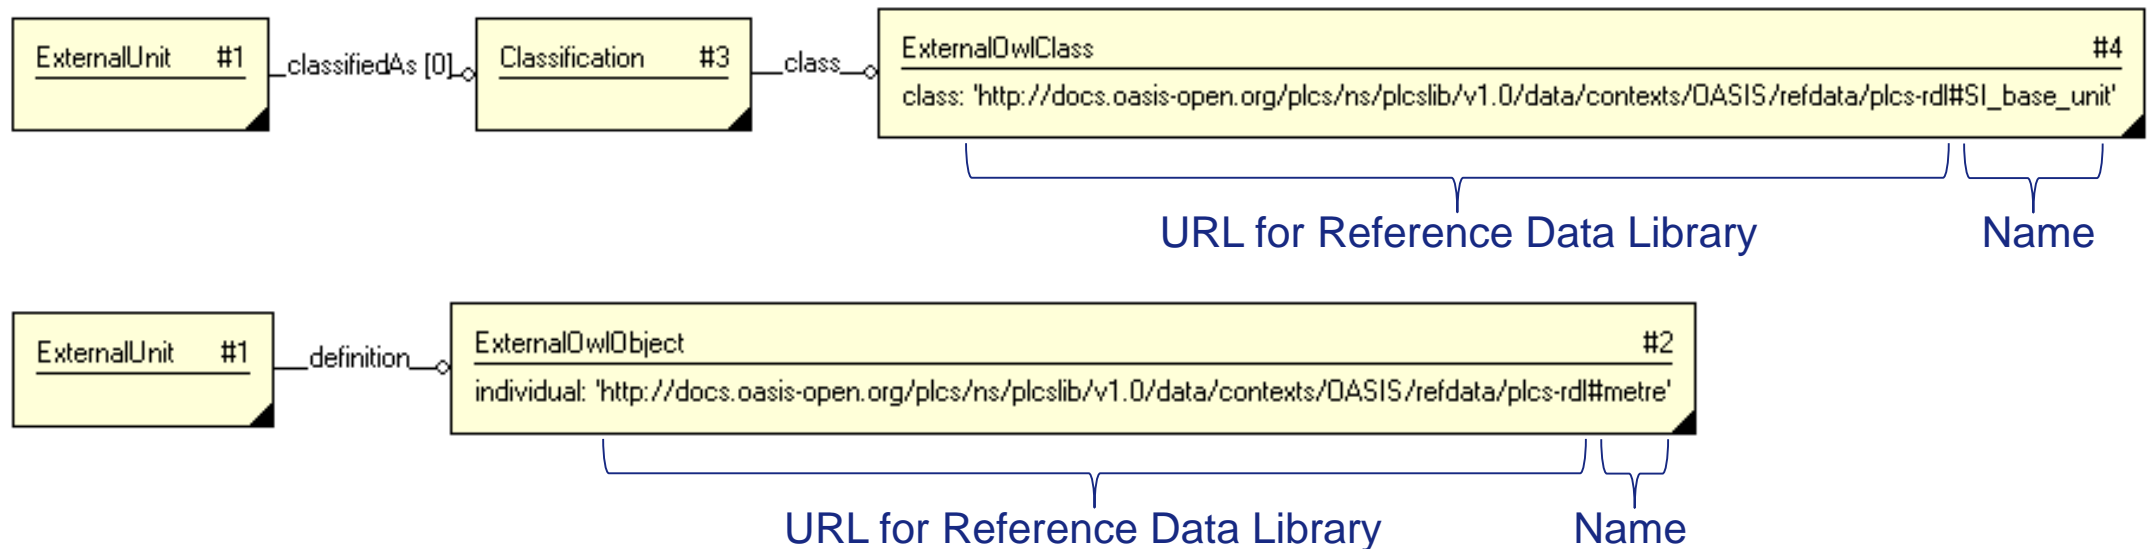 ExternalUnit #1 classifiedAs [0] Classification #3 class ExternalOwlClass #4
class: 'http://docs.oasis-open.org/plcs/ns/plcslib/v1.0/data/contexts/OASIS/refdata/plcs-rdl#SI_base_unit'
URL for Reference Data Library Name
ExternalUnit #1 definition ExternalOwlObject #2
individual: 'http://docs.oasis-open.org/plcs/ns/plcslib/v1.0/data/contexts/OASIS/refdata/plcs-rdl#metre'
URL for Reference Data Library Name